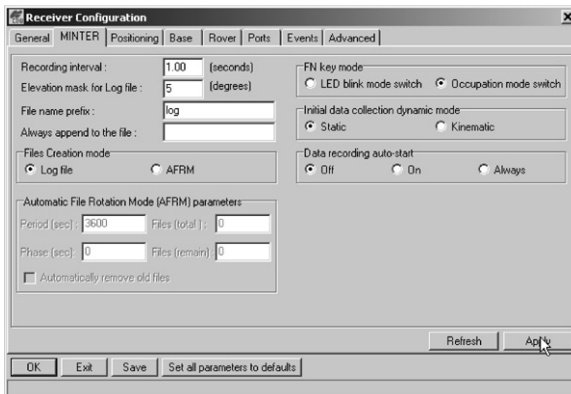 Receiver Configuration
General MINTER Positioning Base Rover Ports Events Advanced
Recording interval : 1.00 (seconds)
Elevation mask for Log file : 5 (degrees)
File name prefix : log
Always append to the file :
Files Creation mode
Log file AFRM
Automatic File Rotation Mode (AFRM) parameters
Period (sec) : 3600 Files (total ) : 0
Phase (sec) 0 Files (remain) : 0
Automatically remove old files
FN key mode
LED blink mode switch Occupation mode switch
Initial data collection dynamic mode
Static Kinematic
Data recording auto-start
Off On Always
Refresh Apply
OK Exit Save Set all parameters to defaults